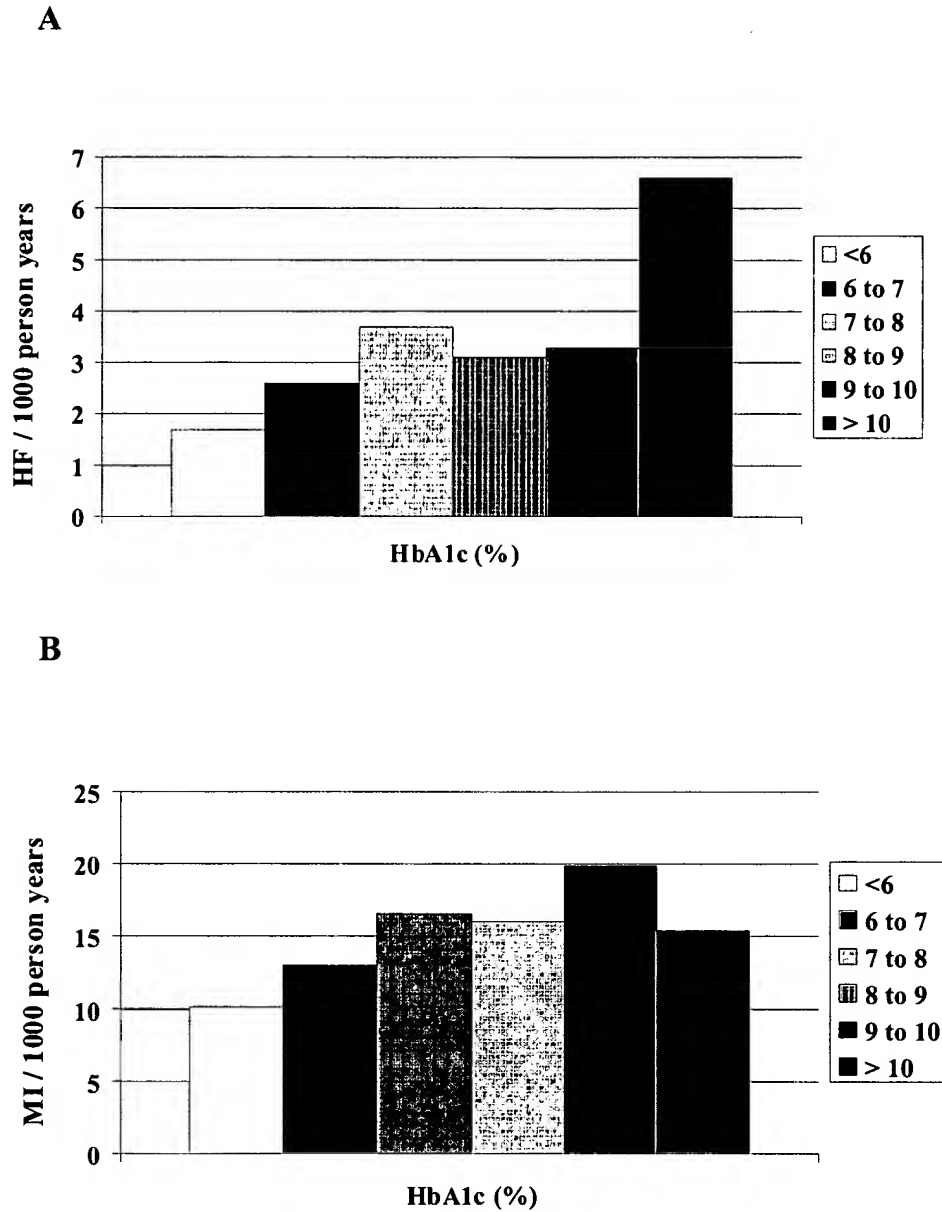 A
7
6
5
4
3
2
1
0
HF / 1000 person years
HbA1c (%)
<6
6 to 7
7 to 8
8 to 9
9 to 10
> 10
B
25
20
15
10
5
0
MI / 1000 person years
HbA1c (%)
<6
6 to 7
7 to 8
8 to 9
9 to 10
> 10